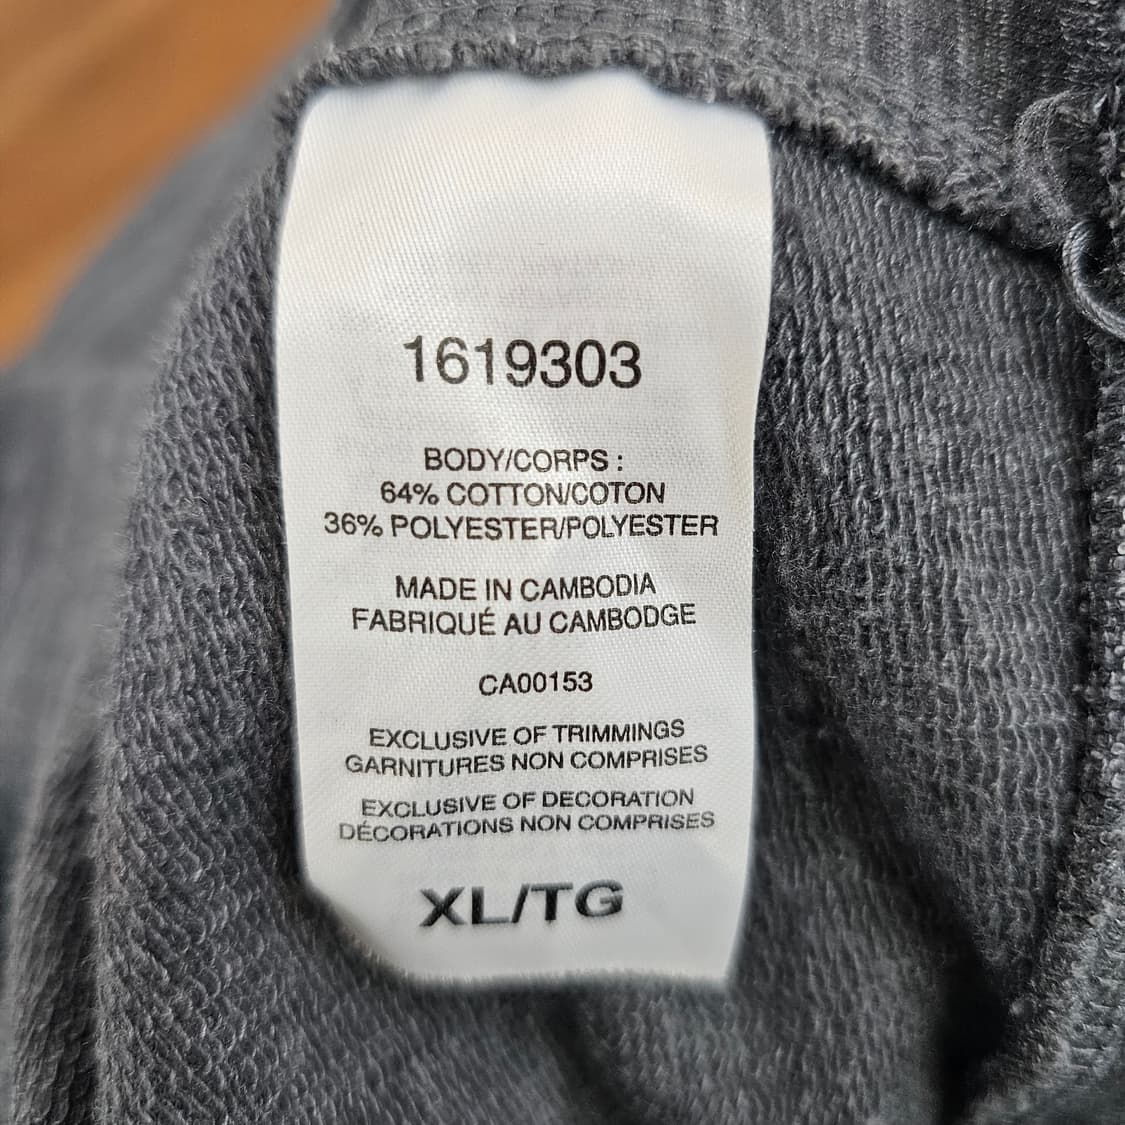 1619303
BODY/CORPS :
64% COTTON/COTON
36% POLYESTER/POLYESTER
MADE IN CAMBODIA
FABRIQUÉ AU CAMBODGE
CA00153
EXCLUSIVE OF TRIMMINGS
GARNITURES NON COMPRISES
EXCLUSIVE OF DECORATION
DÉCORATIONS NON COMPRISES
XL/TG